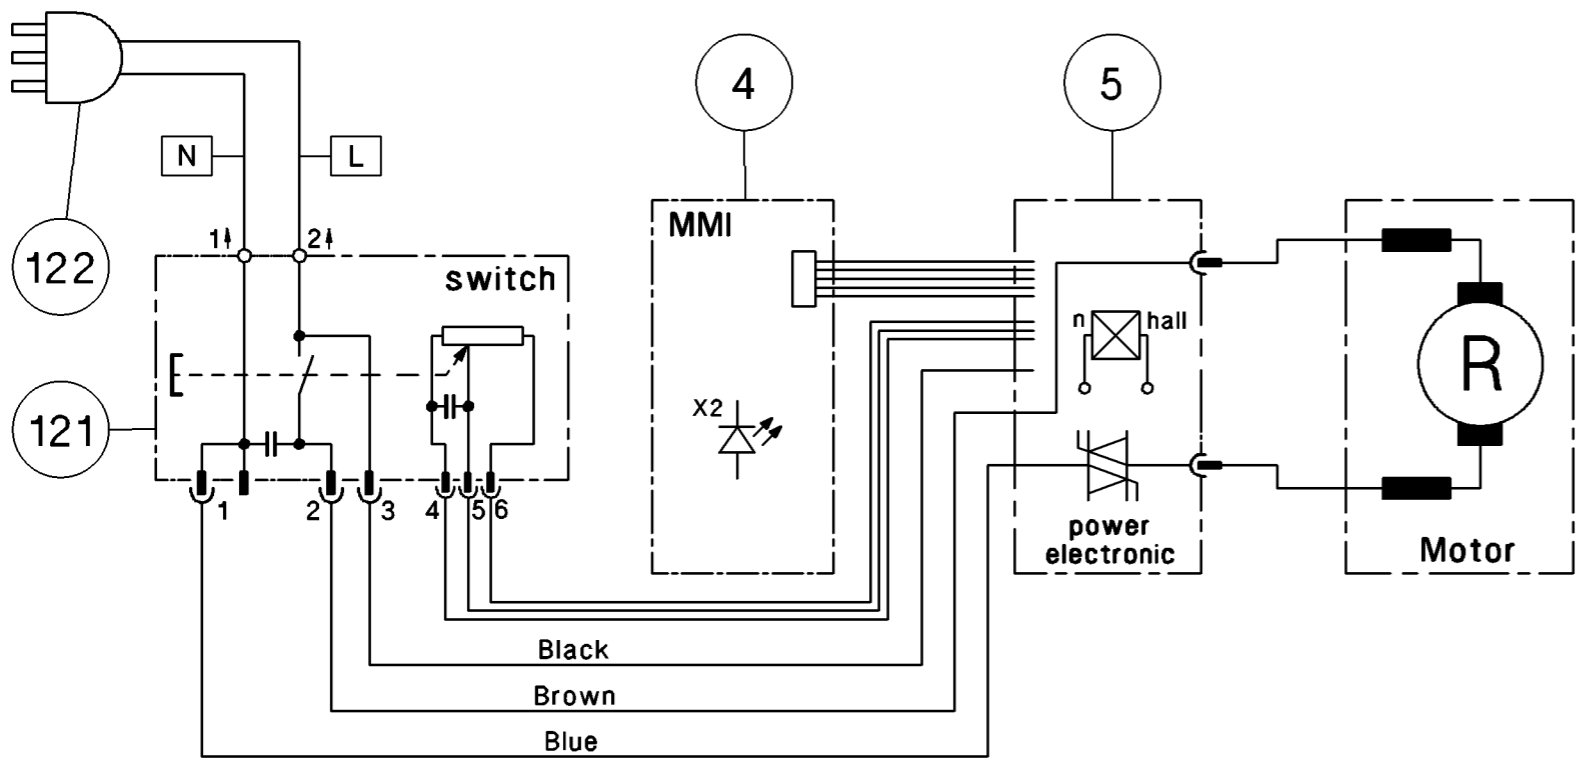 4
5
N
L
MMI
1
2
122
switch
n
hall
R
X2
121
1
2
3
4
5
6
power
electronic
Motor
Black
Brown
Blue